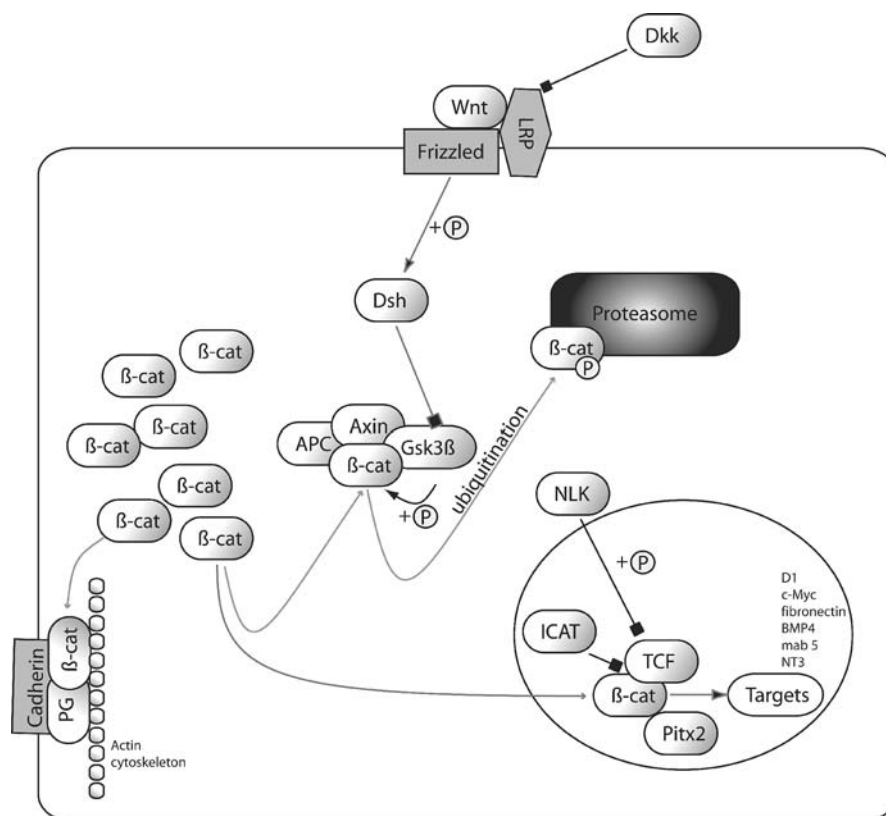 Dkk
Wnt
LRP
Frizzled
+P
Dsh
Proteasome
ß-cat
P
ß-cat
ß-cat
ß-cat
ß-cat
ß-cat
ß-cat
ß-cat
Axin
APC
Gsk3ß
ß-cat
+P
ubiquitination
NLK
+P
D1
c-Myc
fibronectin
BMP4
mab 5
NT3
ICAT
TCF
ß-cat
Targets
Pitx2
Cadherin
ß-cat
PG
Actin
cytoskeleton